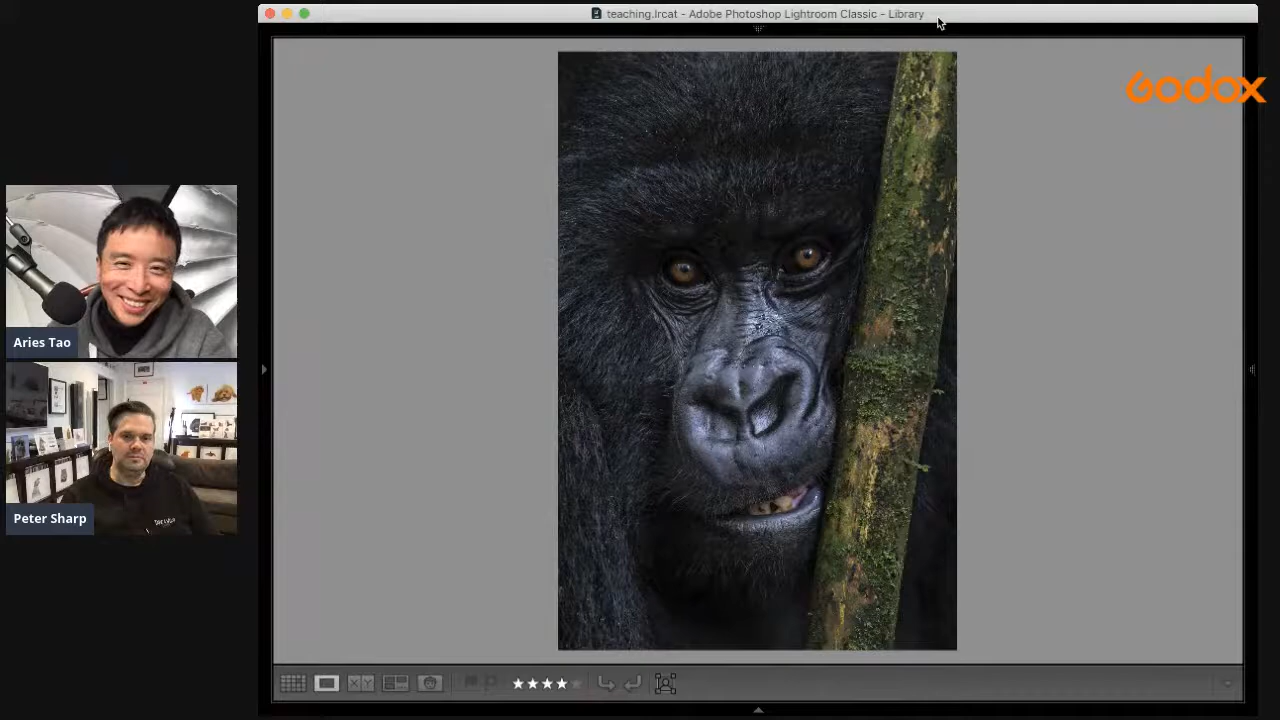 teaching.lrcat - Adobe Photoshop Lightroom Classic - Library
Godox
Aries Tao
Peter Sharp
X Y